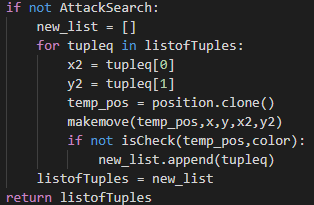 if not AttackSearch:
    new_list = []
    for tupleq in listofTuples:
        x2 = tupleq[0]
        y2 = tupleq[1]
        temp_pos = position.clone()
        makemove(temp_pos,x,y,x2,y2)
        if not isCheck(temp_pos,color):
            new_list.append(tupleq)
    listofTuples = new_list
return listofTuples